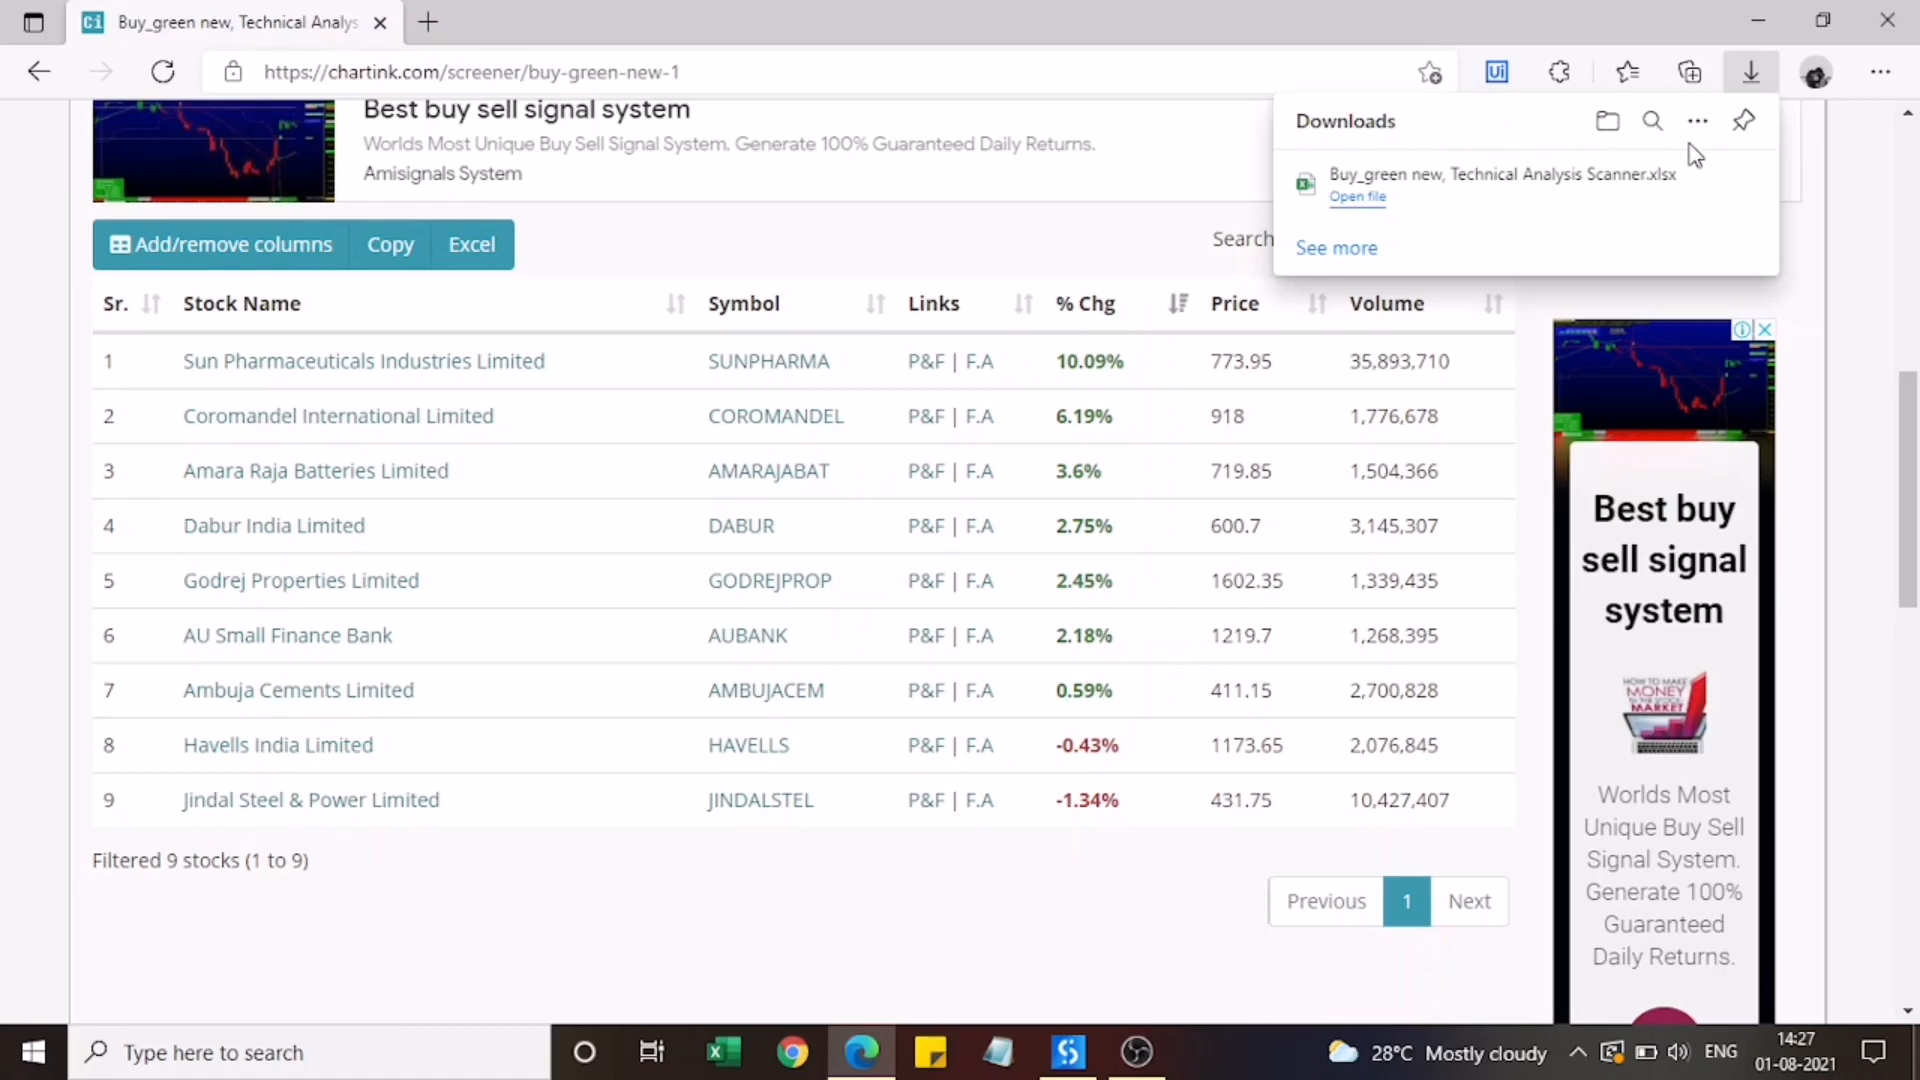 Ci Buy_green new, Technical Analys
https://chartink.com/screener/buy-green-new-1
Ui
Best buy sell signal system
Worlds Most Unique Buy Sell Signal System. Generate 100% Guaranteed Daily Returns.
Amisignals System
Downloads
Buy_green new, Technical Analysis Scanner.xlsx
Open file
See more
Add/remove columns Copy Excel
Search
Sr. Stock Name Symbol Links % Chg Price Volume
1 Sun Pharmaceuticals Industries Limited SUNPHARMA P&F | F.A 10.09% 773.95 35,893,710
2 Coromandel International Limited COROMANDEL P&F | F.A 6.19% 918 1,776,678
3 Amara Raja Batteries Limited AMARAJABAT P&F | F.A 3.6% 719.85 1,504,366
4 Dabur India Limited DABUR P&F | F.A 2.75% 600.7 3,145,307
5 Godrej Properties Limited GODREJPROP P&F | F.A 2.45% 1602.35 1,339,435
6 AU Small Finance Bank AUBANK P&F | F.A 2.18% 1219.7 1,268,395
7 Ambuja Cements Limited AMBUJACEM P&F | F.A 0.59% 411.15 2,700,828
8 Havells India Limited HAVELLS P&F | F.A -0.43% 1173.65 2,076,845
9 Jindal Steel & Power Limited JINDALSTEL P&F | F.A -1.34% 431.75 10,427,407
Filtered 9 stocks (1 to 9)
Previous 1 Next
Best buy
sell signal
system
HOW TO MAKE
MONEY
IN THE STOCK
MARKET
Worlds Most
Unique Buy Sell
Signal System.
Generate 100%
Guaranteed
Daily Returns.
Type here to search
28°C Mostly cloudy
ENG
14:27
01-08-2021